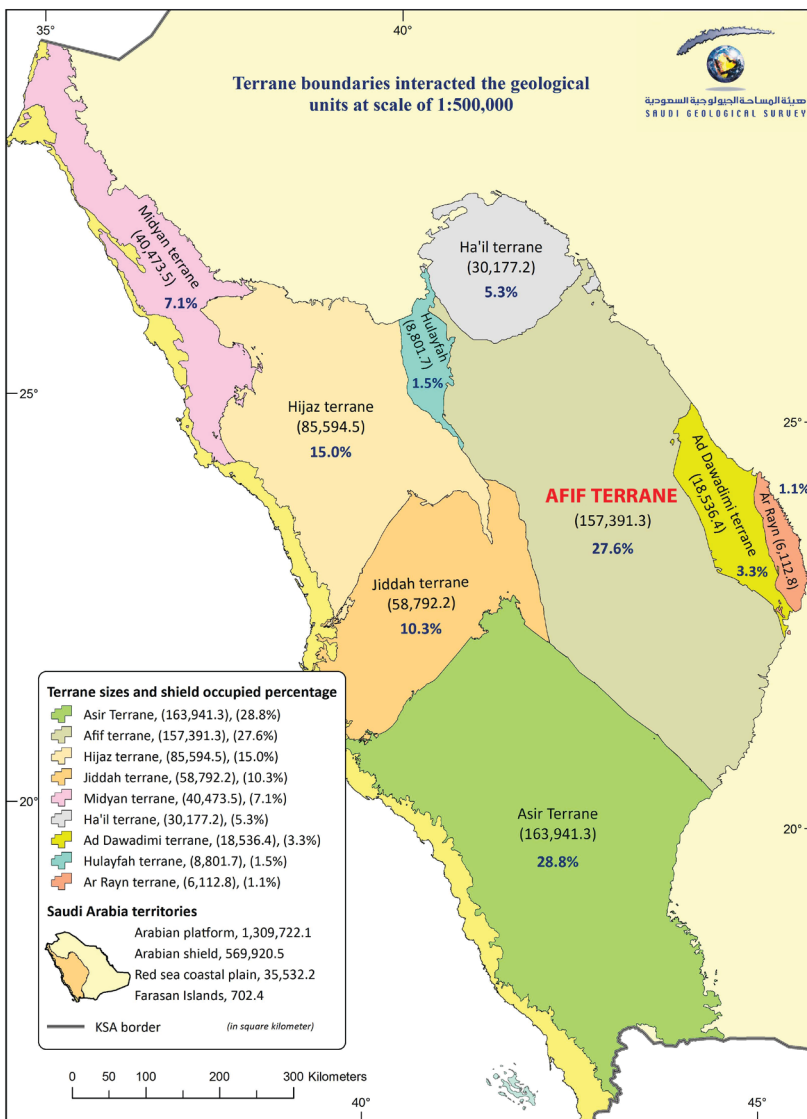 35°
40°
Terrane boundaries interacted the geological
units at scale of 1:500,000
هيئة المساحة الجيولوجية السعودية
SAUDI GEOLOGICAL SURVEY
Midyan terrane
(40,473.5)
7.1%
Ha'il terrane
(30,177.2)
5.3%
Hulayfah
(8,801.7)
1.5%
25°
25°
Hijaz terrane
(85,594.5)
15.0%
AFIF TERRANE
(157,391.3)
27.6%
Ad Dawadimi terrane
(18,536.4)
3.3%
1.1%
Ar Rayn (6,112.8)
Jiddah terrane
(58,792.2)
10.3%
Asir Terrane
(163,941.3)
28.8%
20°
20°
Terrane sizes and shield occupied percentage
Asir Terrane, (163,941.3), (28.8%)
Afif terrane, (157,391.3), (27.6%)
Hijaz terrane, (85,594.5), (15.0%)
Jiddah terrane, (58,792.2), (10.3%)
Midyan terrane, (40,473.5), (7.1%)
Ha'il terrane, (30,177.2), (5.3%)
Ad Dawadimi terrane, (18,536.4), (3.3%)
Hulayfah terrane, (8,801.7), (1.5%)
Ar Rayn terrane, (6,112.8), (1.1%)
Saudi Arabia territories
Arabian platform, 1,309,722.1
Arabian shield, 569,920.5
Red sea coastal plain, 35,532.2
Farasan Islands, 702.4
KSA border (in square kilometer)
0 50 100 200 300 Kilometers
40°
45°